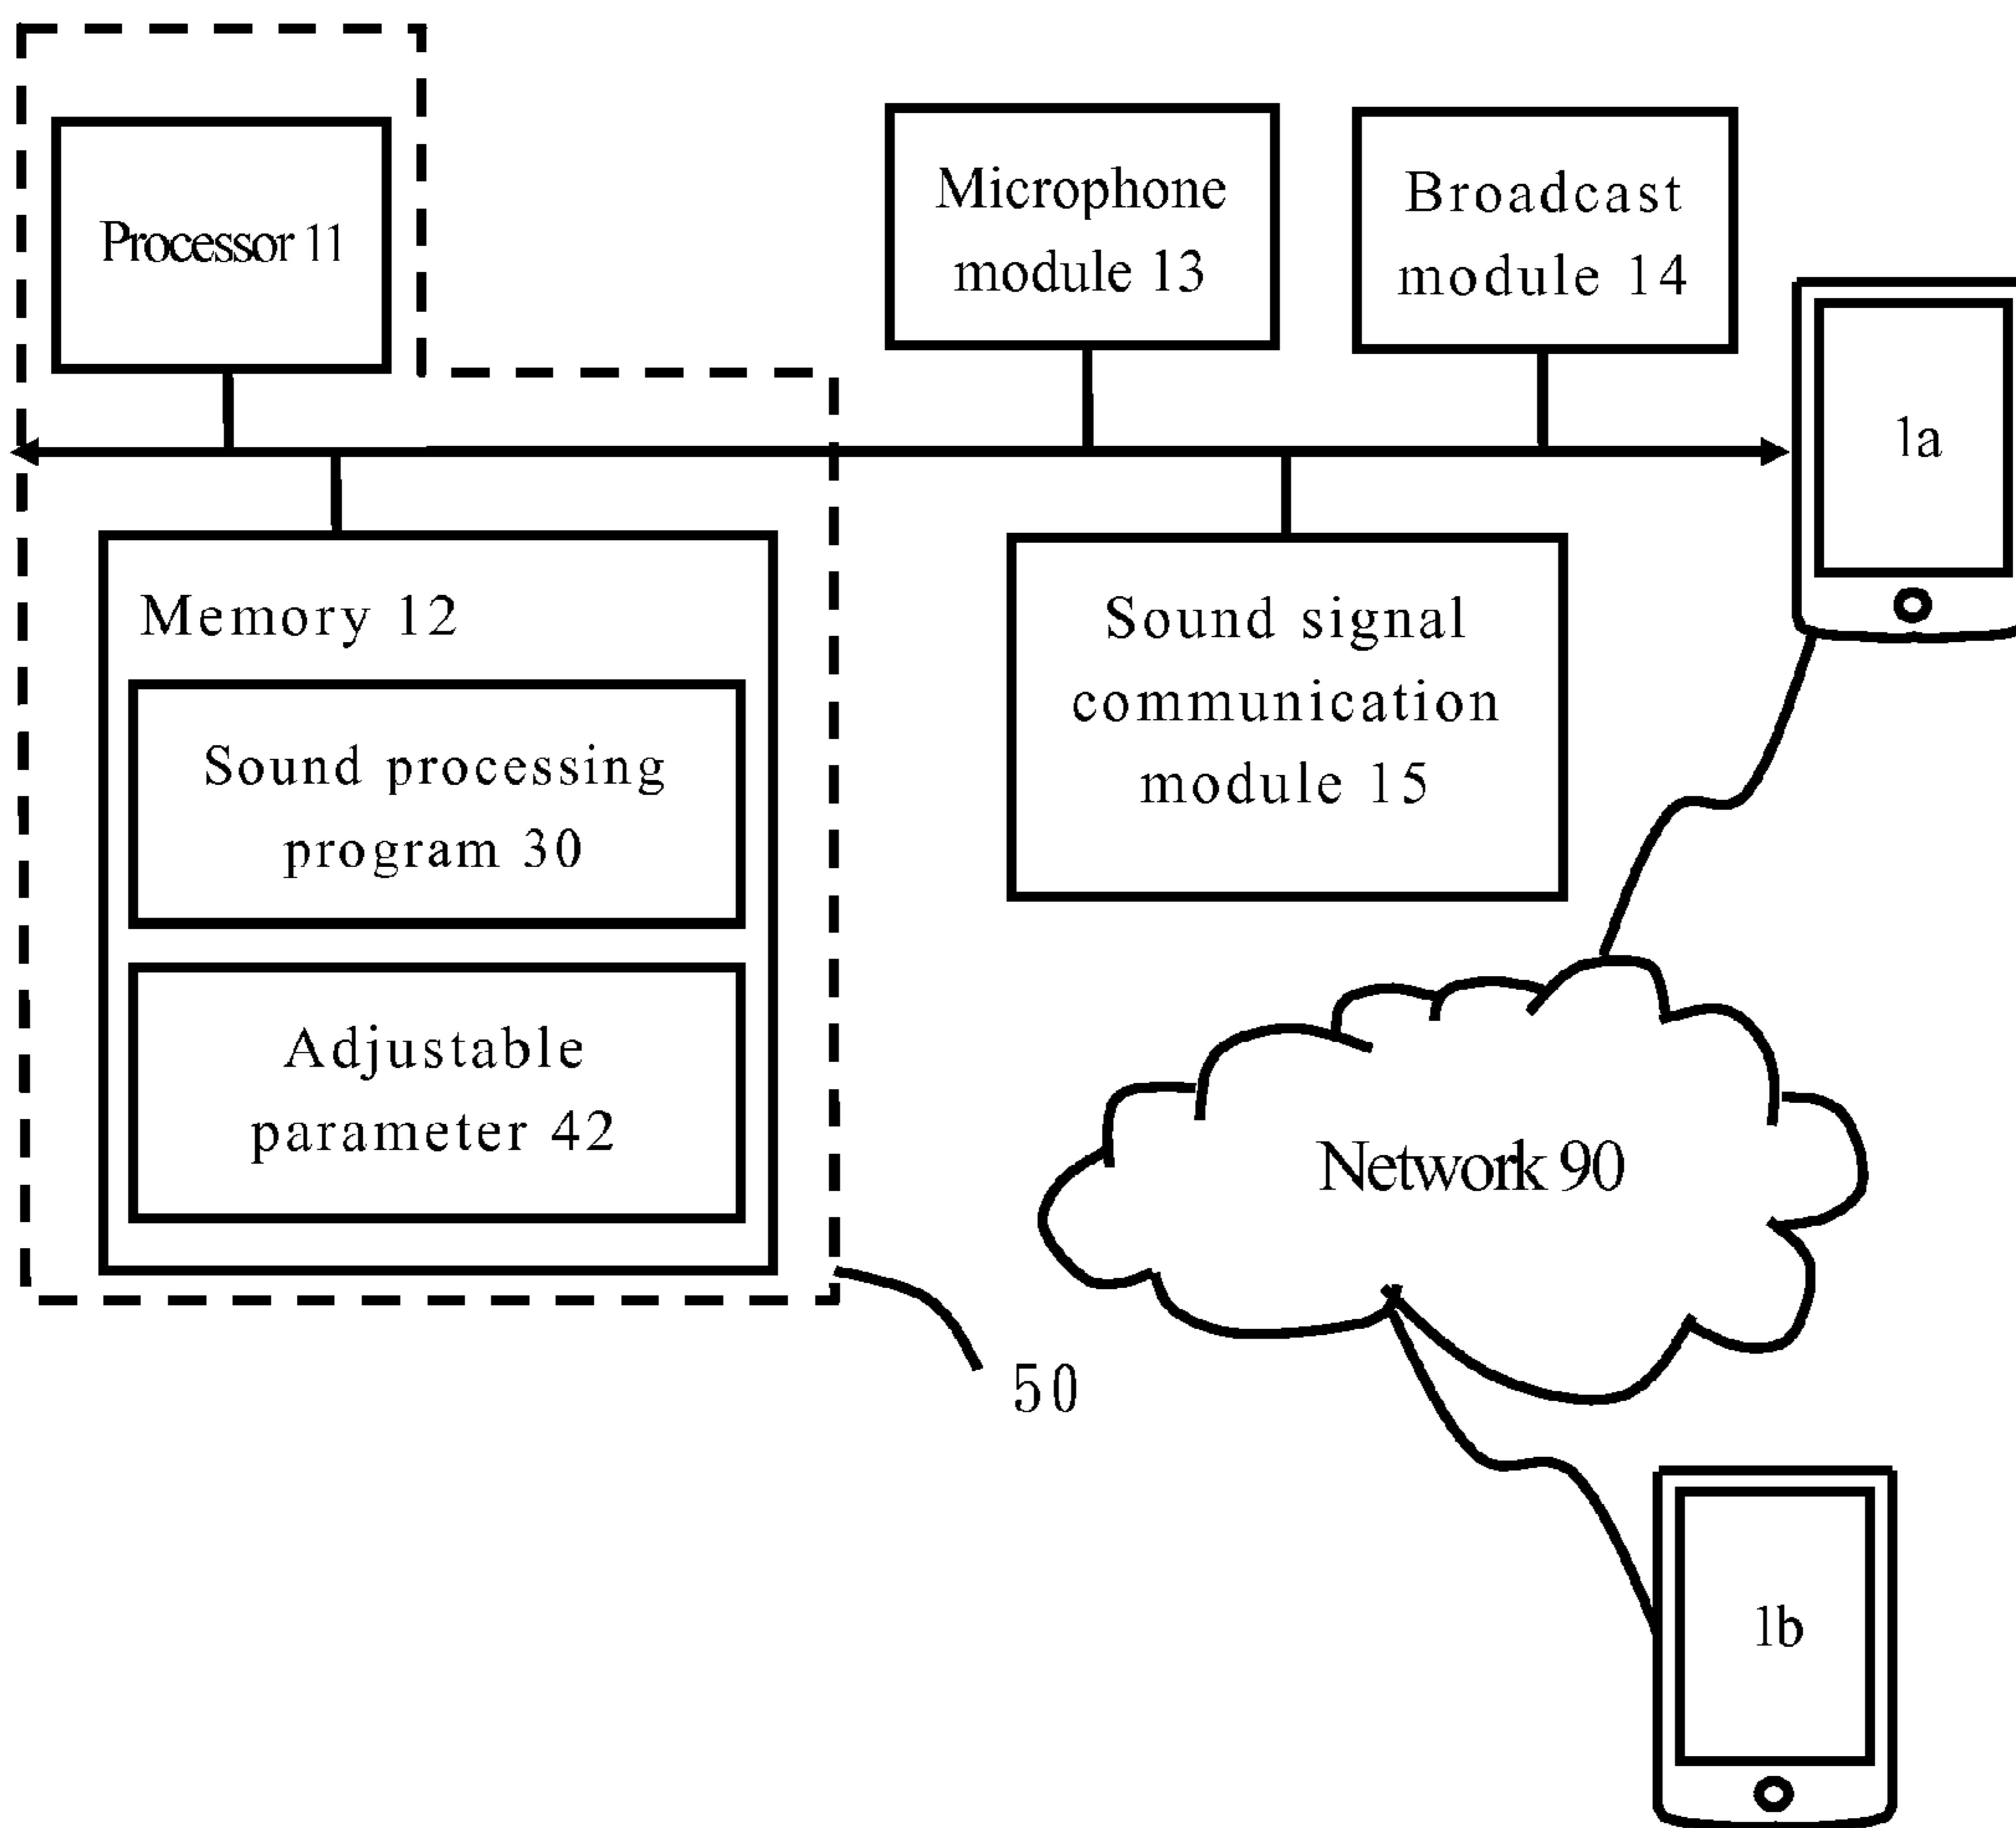 Processor 11
Microphone
module 13
Broadcast
module 14
1a
Memory 12
Sound processing
program 30
Adjustable
parameter 42
Sound signal
communication
module 15
Network 90
50
1b